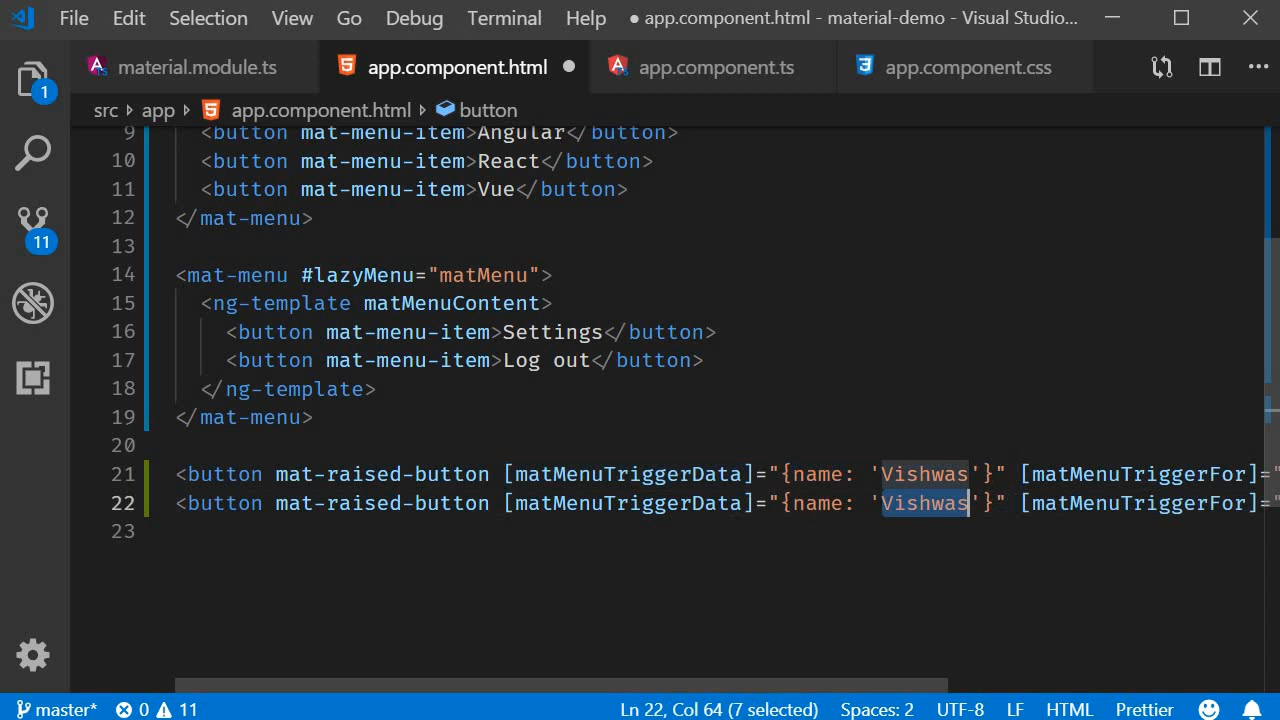 File Edit Selection View Go Debug Terminal Help ● app.component.html - material-demo - Visual Studio...
material.module.ts app.component.html app.component.ts app.component.css
src > app > app.component.html > button
9 <button mat-menu-item>Angular</button>
10 <button mat-menu-item>React</button>
11 <button mat-menu-item>Vue</button>
12 </mat-menu>
13
14 <mat-menu #lazyMenu="matMenu">
15 <ng-template matMenuContent>
16 <button mat-menu-item>Settings</button>
17 <button mat-menu-item>Log out</button>
18 </ng-template>
19 </mat-menu>
20
21 <button mat-raised-button [matMenuTriggerData]="{name: 'Vishwas'}" [matMenuTriggerFor]="
22 <button mat-raised-button [matMenuTriggerData]="{name: 'Vishwas'}" [matMenuTriggerFor]="
23
1
11
master* 0 11 Ln 22, Col 64 (7 selected) Spaces: 2 UTF-8 LF HTML Prettier